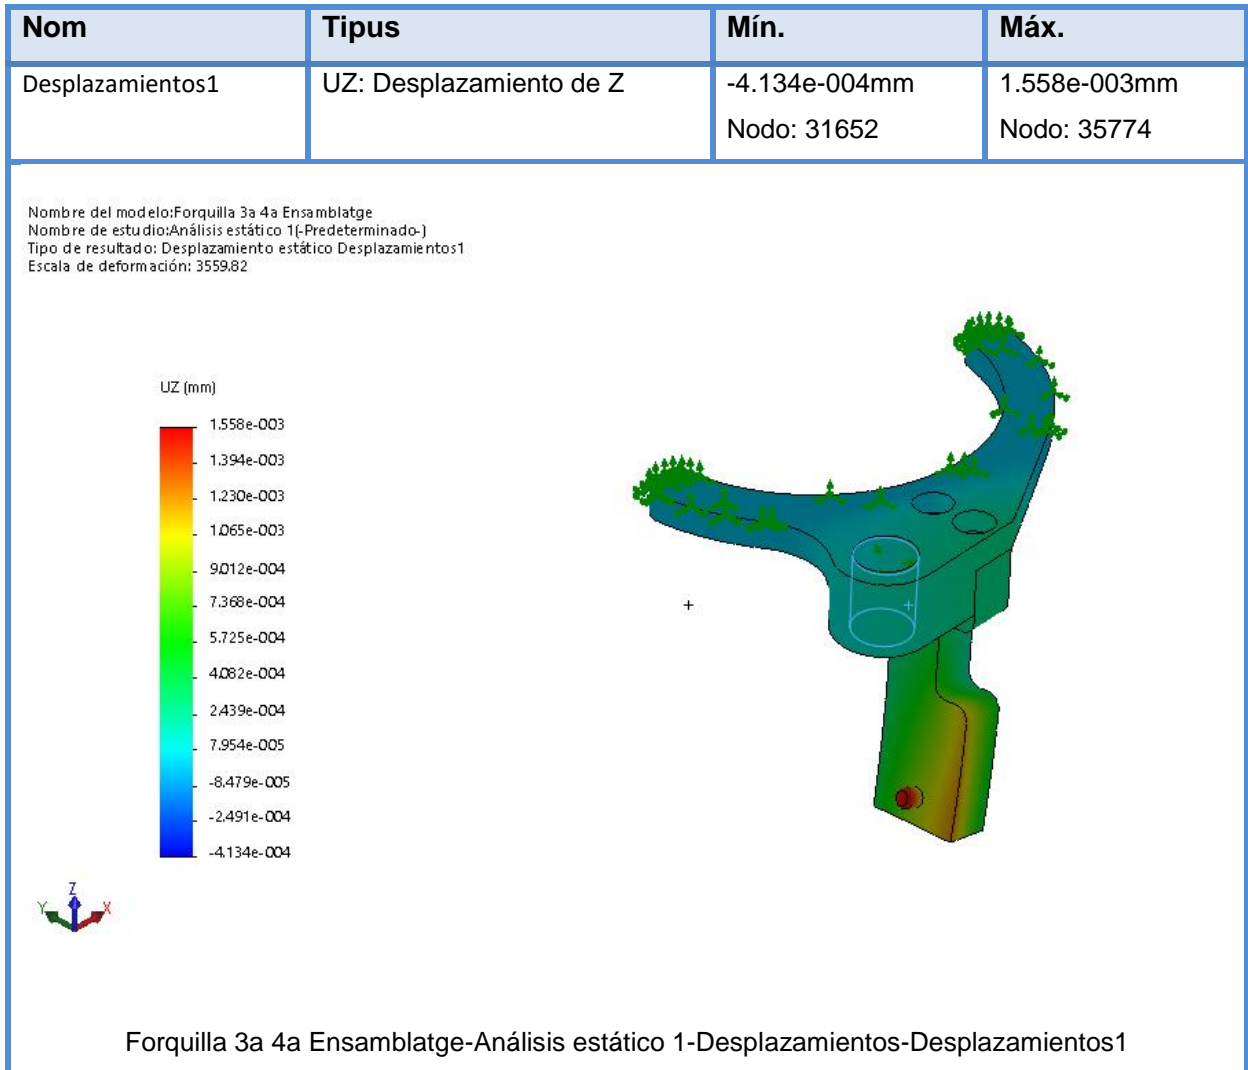 Nom Tipus Mín. Máx.
Desplazamientos1 UZ: Desplazamiento de Z -4.134e-004mm 1.558e-003mm
Nodo: 31652 Nodo: 35774
Nombre del modelo:Forquilla 3a 4a Ensamblatge
Nombre de estudio:Análisis estático 1(-Predeterminado-)
Tipo de resultado: Desplazamiento estático Desplazamientos1
Escala de deformación: 3559.82
UZ (mm)
1.558e-003
1.394e-003
1.230e-003
1.065e-003
9.012e-004
7.368e-004
5.725e-004
4.082e-004
2.439e-004
7.954e-005
-8.479e-005
-2.491e-004
-4.134e-004
Z
Y X
Forquilla 3a 4a Ensamblatge-Análisis estático 1-Desplazamientos-Desplazamientos1